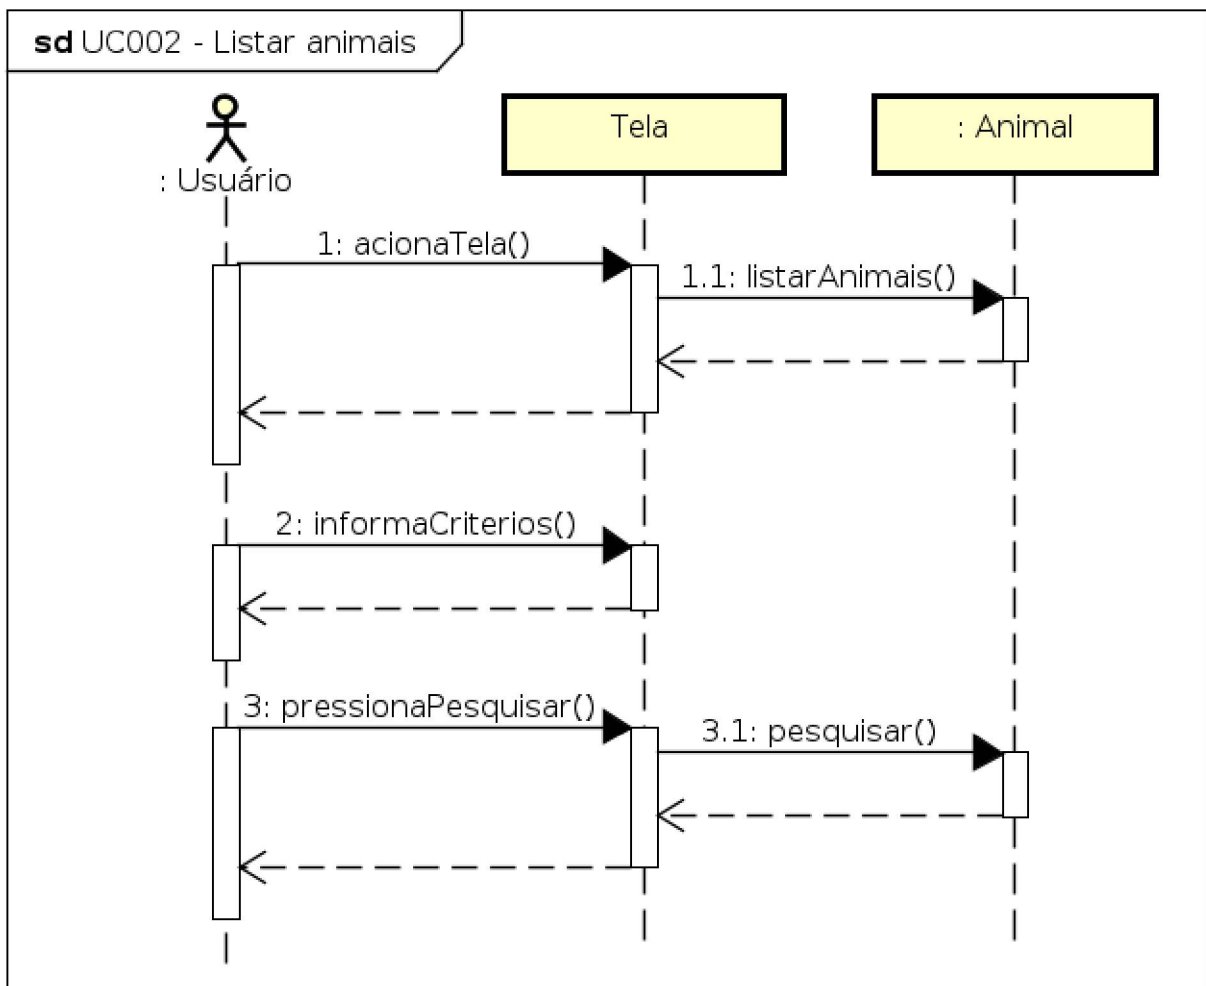 sd UC002 - Listar animais
: Usuário
Tela
: Animal
1: acionaTela()
1.1: listarAnimais()
2: informaCriterios()
3: pressionaPesquisar()
3.1: pesquisar()